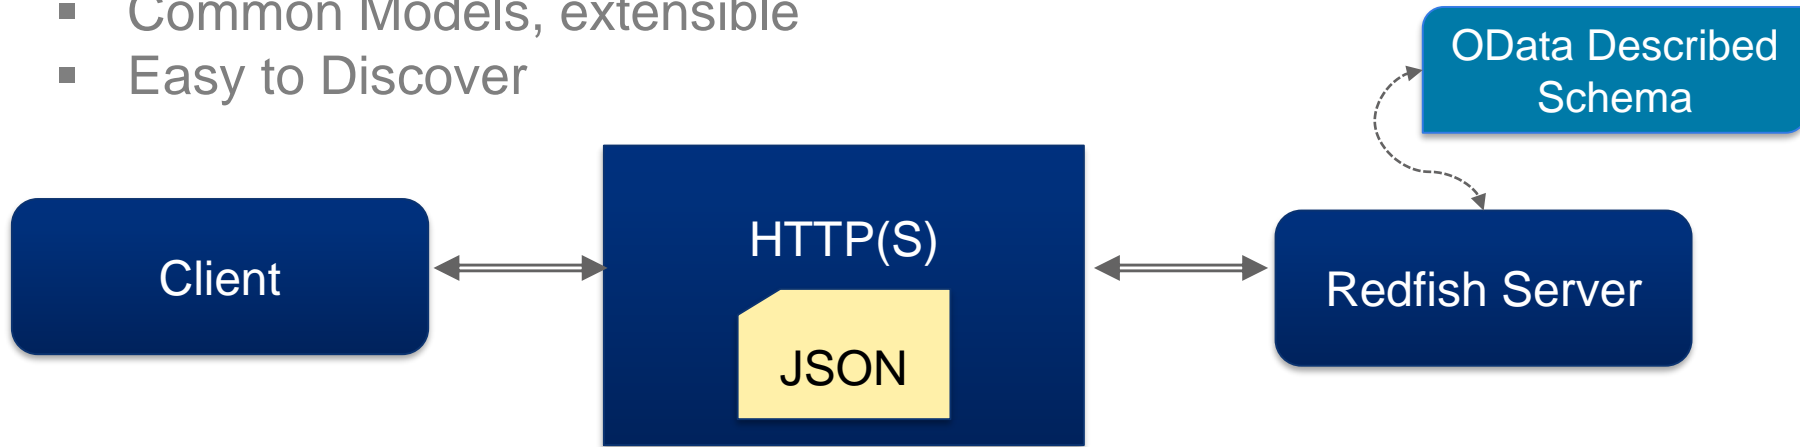 ▪ Common Models, extensible
▪ Easy to Discover
OData Described
Schema
Client
HTTP(S)
JSON
Redfish Server